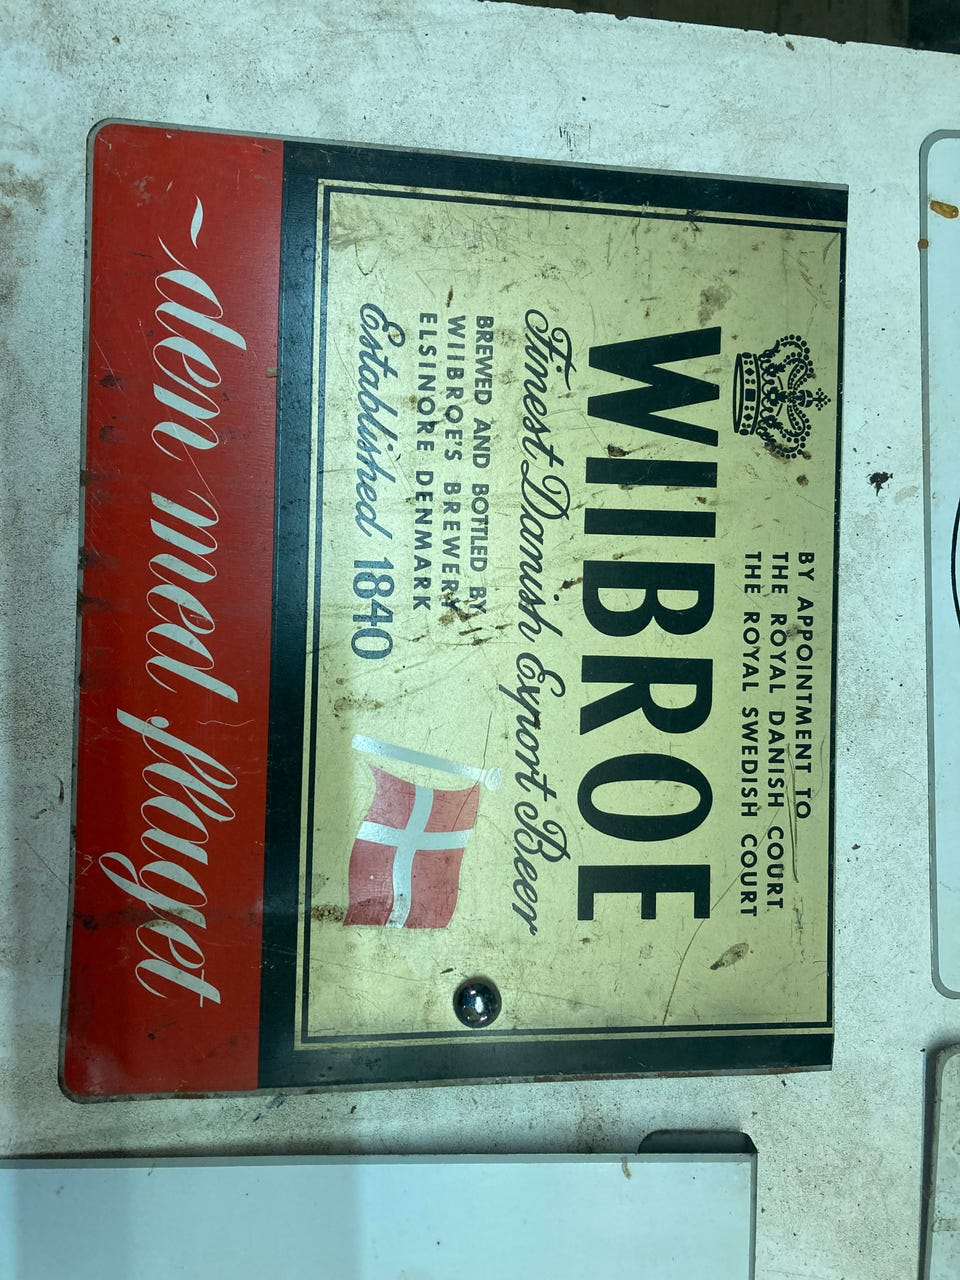 BY APPOINTMENT TO
THE ROYAL DANISH COURT
THE ROYAL SWEDISH COURT
WIIBROE
Finest Danish Export Beer
BREWED AND BOTTLED BY
WIIBROE'S BREWERY
ELSINORE DENMARK
Established 1840
~den med flaget